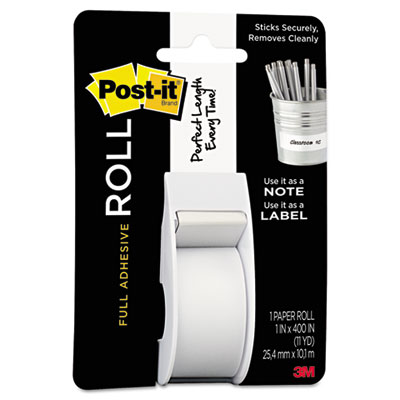 Sticks Securely,
Removes Cleanly
Post-it
Brand
Perfect Length
Every Time!
FULL ADHESIVE
ROLL
Use it as a
NOTE
Use it as a
LABEL
1 PAPER ROLL
1 IN x 400 IN
(11 YD)
25,4 mm x 10,1 m
3M